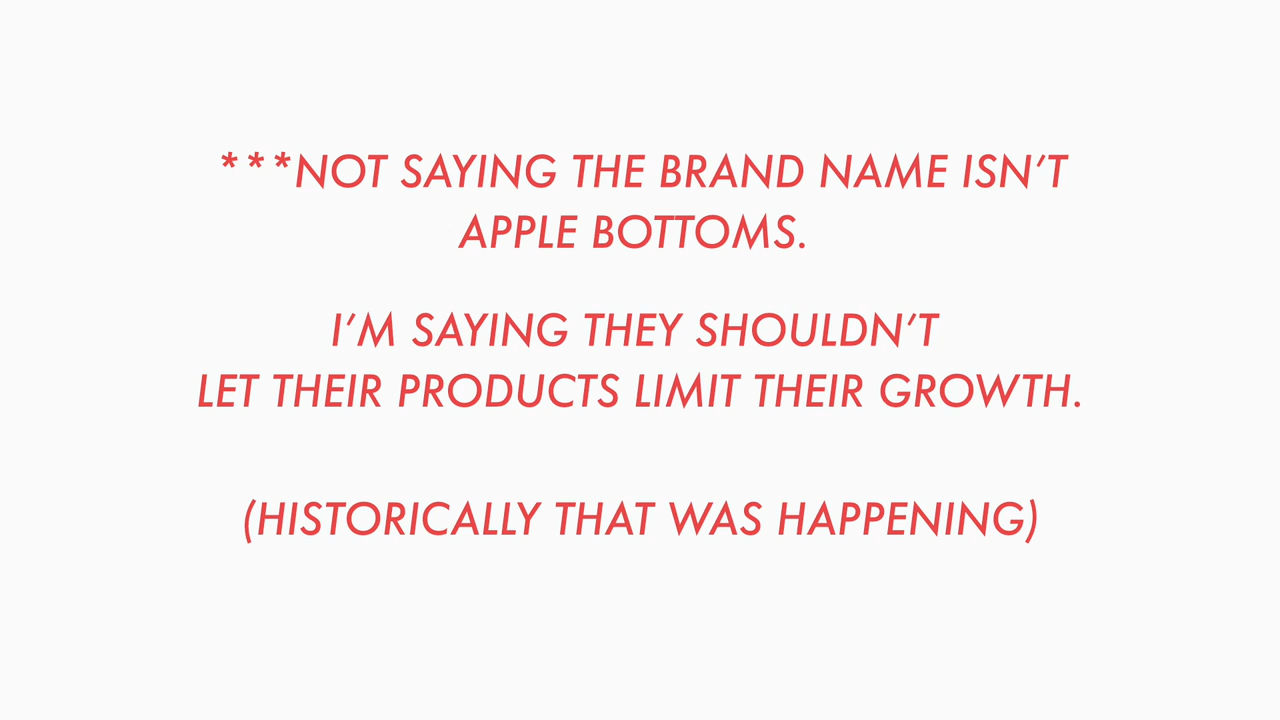 ***NOT SAYING THE BRAND NAME ISN’T
APPLE BOTTOMS.
I’M SAYING THEY SHOULDN’T
LET THEIR PRODUCTS LIMIT THEIR GROWTH.
(HISTORICALLY THAT WAS HAPPENING)